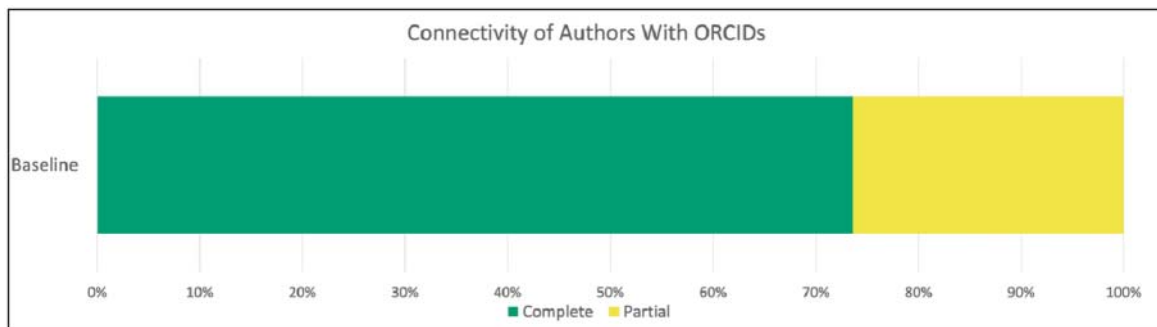 Connectivity of Authors With ORCIDs
Baseline
0% 10% 20% 30% 40% 50% 60% 70% 80% 90% 100%
Complete Partial